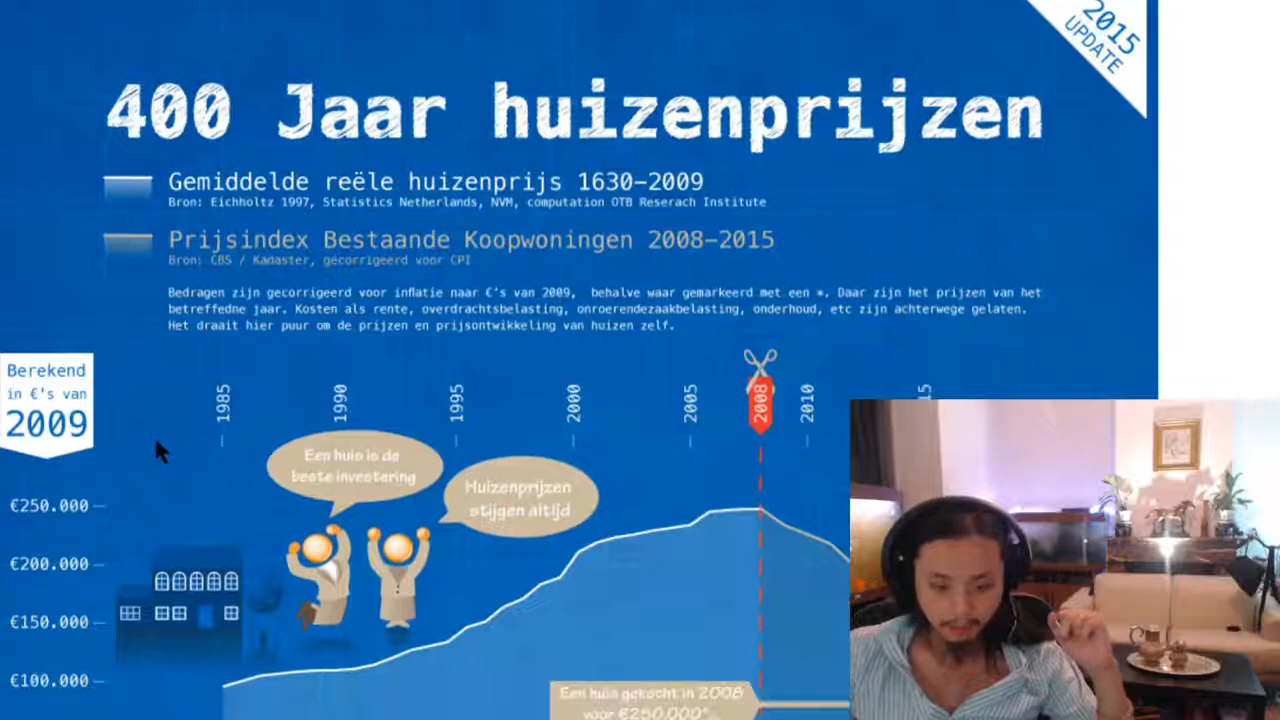 2015
UPDATE
400 Jaar huizenprijzen
Gemiddelde reële huizenprijs 1630-2009
Bron: Eichholtz 1997, Statistics Netherlands, NVM, computation OTB Reserach Institute
Prijsindex Bestaande Koopwoningen 2008-2015
Bron: CBS / Kadaster, gecorrigeerd voor CPI
Bedragen zijn gecorrigeerd voor inflatie naar €'s van 2009, behalve waar gemarkeerd met een *. Daar zijn het prijzen van het
betreffedne jaar. Kosten als rente, overdrachtsbelasting, onroerendezaakbelasting, onderhoud, etc zijn achterwege gelaten.
Het draait hier puur om de prijzen en prijsontwikkeling van huizen zelf.
Berekend
in €'s van
2009
1985
1990
1995
2000
2005
2008
2010
15
Een huis is de
beste investering
Huizenprijzen
stijgen altijd
€250.000
€200.000
€150.000
€100.000
Een huis gekocht in 2008
voor €250.000*